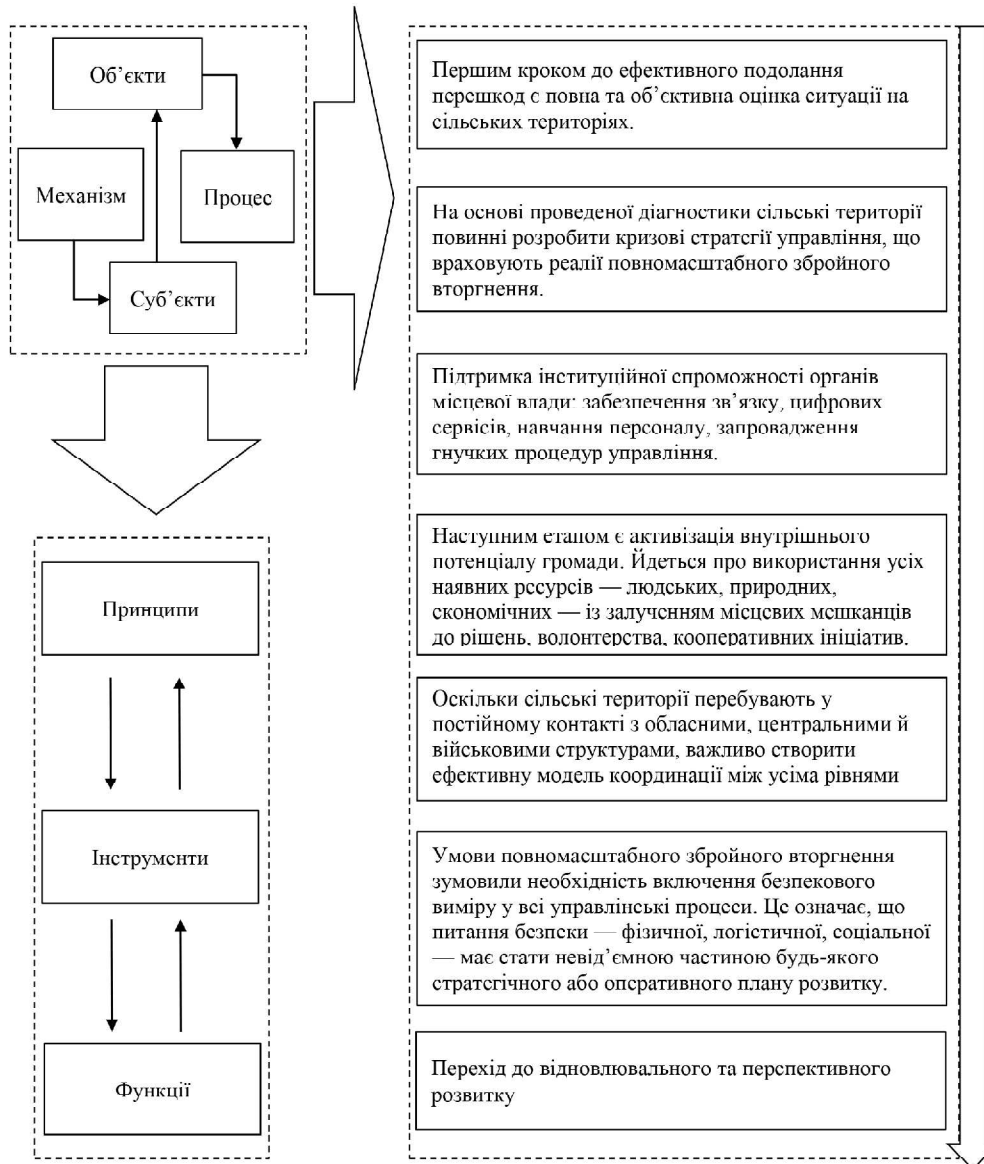 Об’єкти
Механізм
Процес
Суб’єкти
Принципи
Інструменти
Функції
Першим кроком до ефективного подолання
перешкод є повна та об’єктивна оцінка ситуації на
сільських територіях.
На основі проведеної діагностики сільські території
повинні розробити кризові стратегії управління, що
враховують реалії повномасштабного збройного
вторгнення.
Підтримка інституційної спроможності органів
місцевої влади: забезпечення зв’язку, цифрових
сервісів, навчання персоналу, запровадження
гнучких процедур управління.
Наступним етапом є активізація внутрішнього
потенціалу громади. Йдеться про використання усіх
наявних ресурсів — людських, природних,
економічних — із залученням місцевих мешканців
до рішень, волонтерства, кооперативних ініціатив.
Оскільки сільські території перебувають у
постійному контакті з обласними, центральними й
військовими структурами, важливо створити
ефективну модель координації між усіма рівнями
Умови повномасштабного збройного вторгнення
зумовили необхідність включення безпекового
виміру у всі управлінські процеси. Це означає, що
питання безпеки — фізичної, логістичної, соціальної
— має стати невід’ємною частиною будь-якого
стратегічного або оперативного плану розвитку.
Перехід до відновлювального та перспективного
розвитку